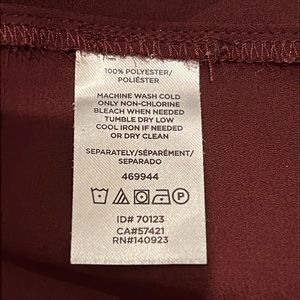 100% POLYESTER/
POLIÉSTER
MACHINE WASH COLD
ONLY NON-CHLORINE
BLEACH WHEN NEEDED
TUMBLE DRY LOW
COOL IRON IF NEEDED
OR DRY CLEAN
SEPARATELY/SÉPARÉMENT/
SEPARADO
469944
P
ID# 70123
CA#57421
RN#140923